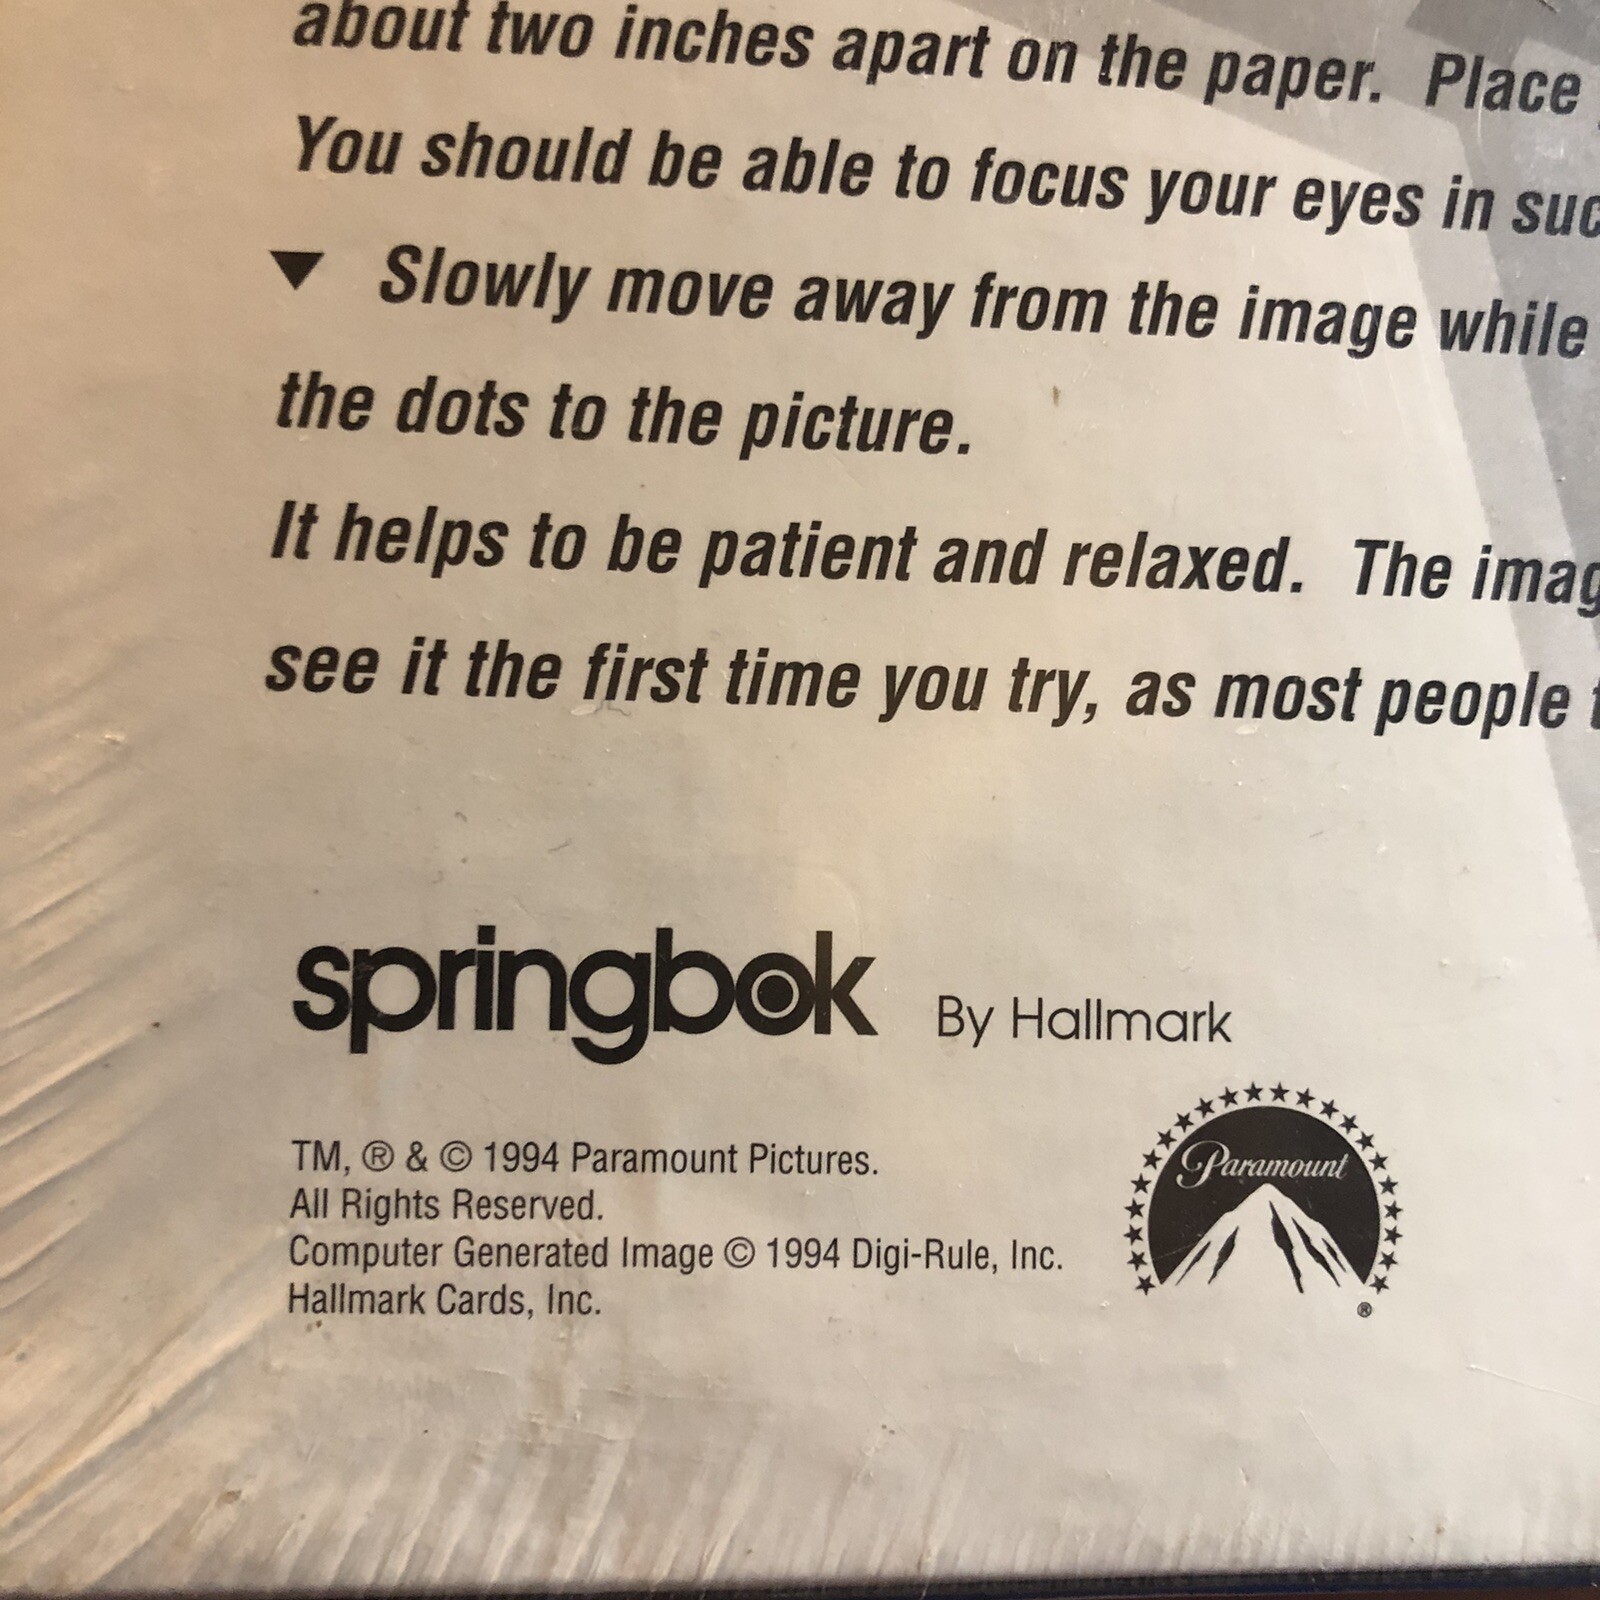 about two inches apart on the paper. Place
You should be able to focus your eyes in suc
▼ Slowly move away from the image while
the dots to the picture.
It helps to be patient and relaxed. The imag
see it the first time you try, as most people t
springbok By Hallmark
TM, ® & © 1994 Paramount Pictures.
All Rights Reserved.
Computer Generated Image © 1994 Digi-Rule, Inc.
Hallmark Cards, Inc.
Paramount
®